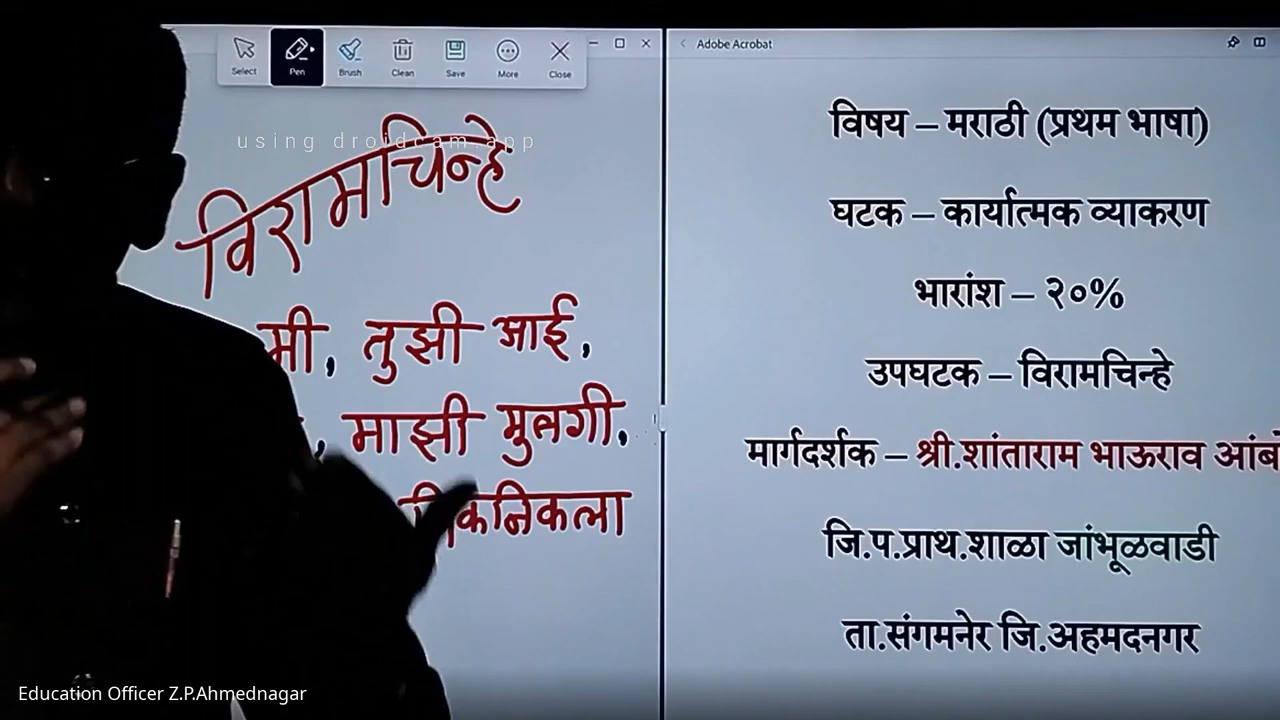 Select Pen Brush Clean Save More Close
Adobe Acrobat
using droidcam app
विरामचिन्हे
मी, तुझी आई,
, माझी मुलगी,
विषय – मराठी (प्रथम भाषा)
घटक – कार्यात्मक व्याकरण
भारांश – २०%
उपघटक – विरामचिन्हे
मार्गदर्शक – श्री.शांताराम भाऊराव
जि.प.प्राथ.शाळा जांभूळवाडी
ता.संगमनेर जि.अहमदनगर
Education Officer Z.P.Ahmednagar